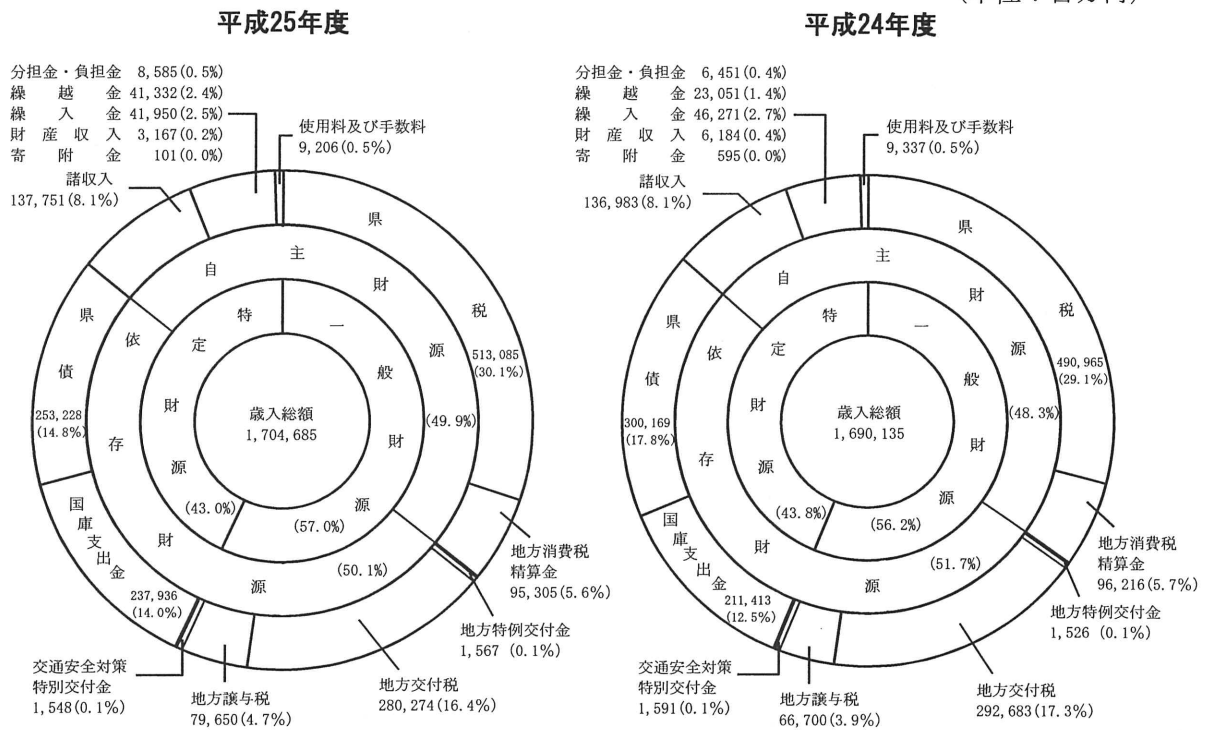 平成25年度
分担金・負担金 8,585(0.5%)
繰越金 41,332(2.4%)
繰入金 41,950(2.5%)
財産収入 3,167(0.2%)
寄附金 101(0.0%)
使用料及び手数料
9,206(0.5%)
諸収入
137,751(8.1%)
県税
513,085
(30.1%)
自主財源
(49.9%)
特定財源
(43.0%)
一般財源
(57.0%)
歳入総額
1,704,685
県債
253,228
(14.8%)
依存財源
(50.1%)
国庫支出金
237,936
(14.0%)
地方消費税
精算金
95,305(5.6%)
地方特例交付金
1,567 (0.1%)
地方交付税
280,274(16.4%)
地方譲与税
79,650(4.7%)
交通安全対策
特別交付金
1,548(0.1%)
平成24年度
分担金・負担金 6,451(0.4%)
繰越金 23,051(1.4%)
繰入金 46,271(2.7%)
財産収入 6,184(0.4%)
寄附金 595(0.0%)
使用料及び手数料
9,337(0.5%)
諸収入
136,983(8.1%)
県税
490,965
(29.1%)
自主財源
(48.3%)
特定財源
(43.8%)
一般財源
(56.2%)
歳入総額
1,690,135
県債
300,169
(17.8%)
依存財源
(51.7%)
国庫支出金
211,413
(12.5%)
地方消費税
精算金
96,216(5.7%)
地方特例交付金
1,526 (0.1%)
地方交付税
292,683(17.3%)
地方譲与税
66,700(3.9%)
交通安全対策
特別交付金
1,591(0.1%)